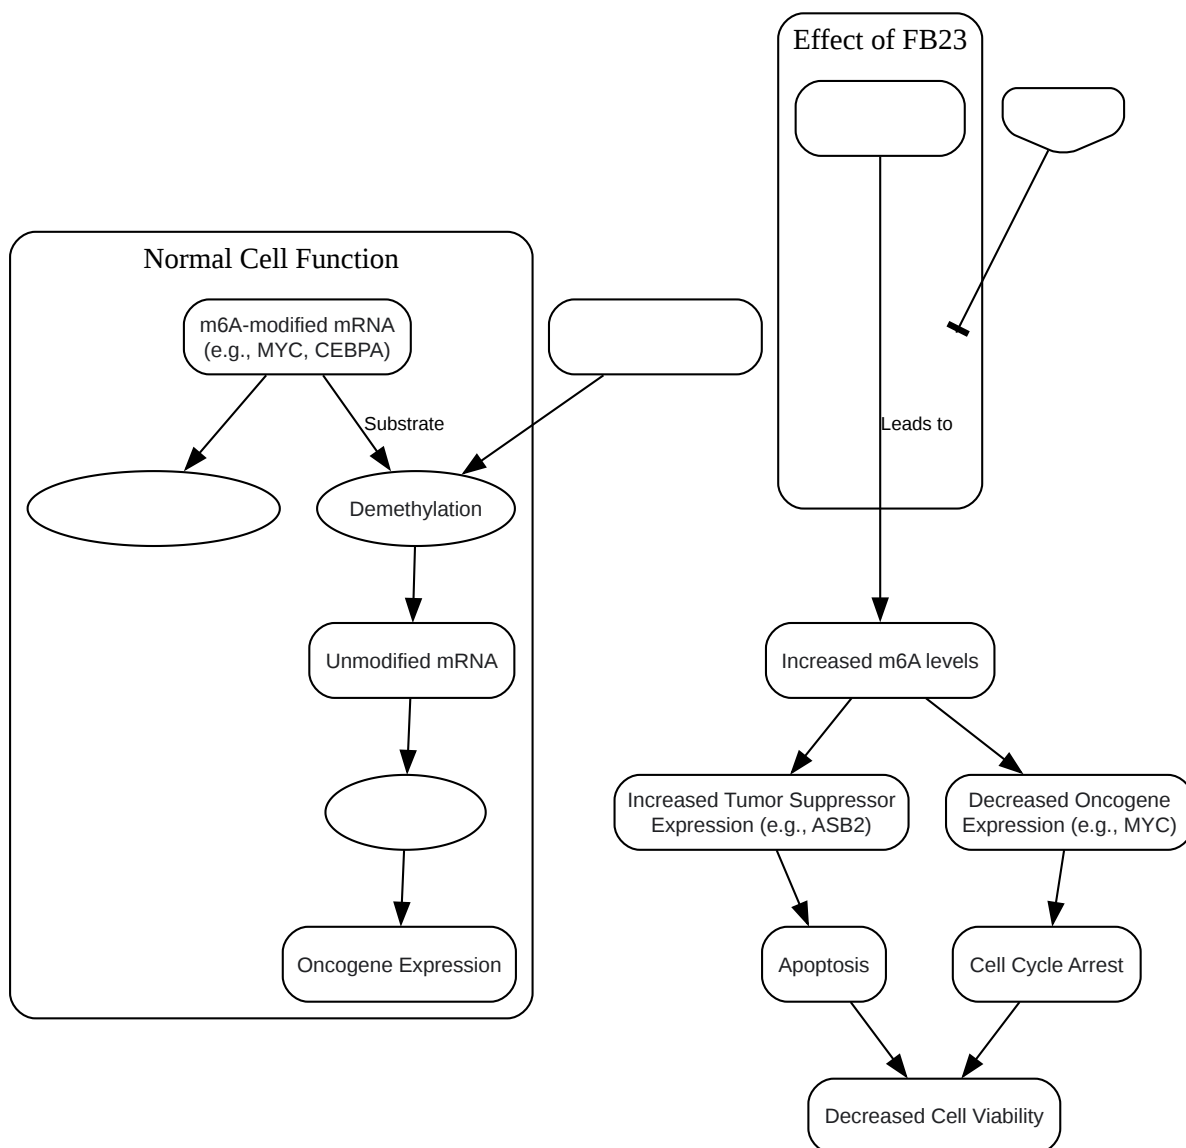 Effect of FB23
Normal Cell Function
m6A-modified mRNA
(e.g., MYC, CEBPA)
Substrate
Leads to
Demethylation
Unmodified mRNA
Increased m6A levels
Increased Tumor Suppressor
Expression (e.g., ASB2)
Decreased Oncogene
Expression (e.g., MYC)
Oncogene Expression
Apoptosis
Cell Cycle Arrest
Decreased Cell Viability